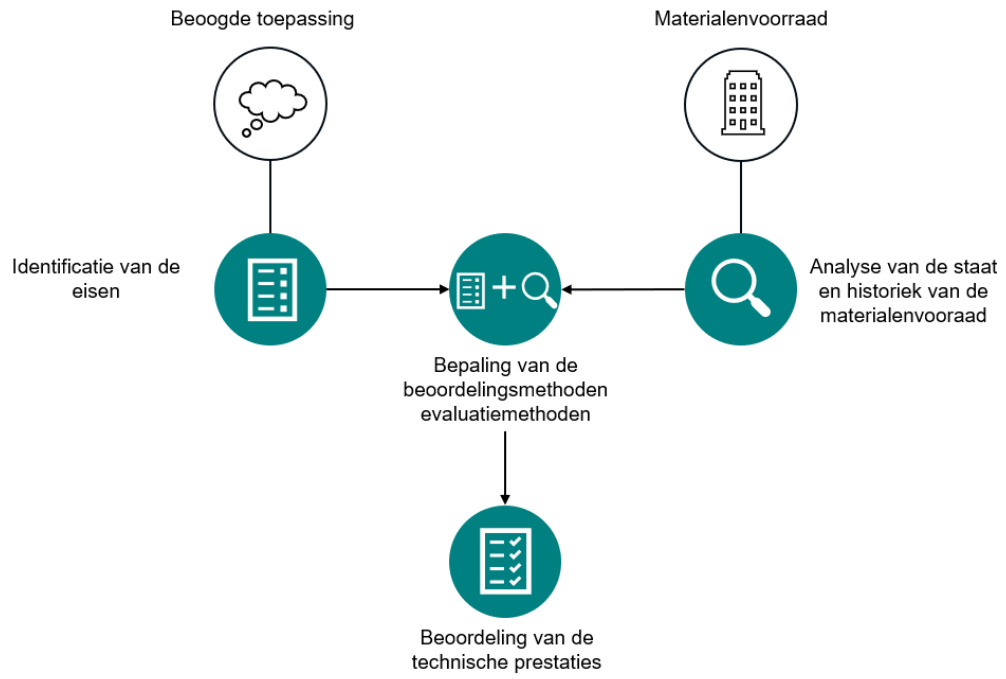 Beoogde toepassing
Materialenvoorraad
Identificatie van de
eisen
Analyse van de staat
en historiek van de
materialenvooraad
Bepaling van de
beoordelingsmethoden
evaluatiemethoden
Beoordeling van de
technische prestaties